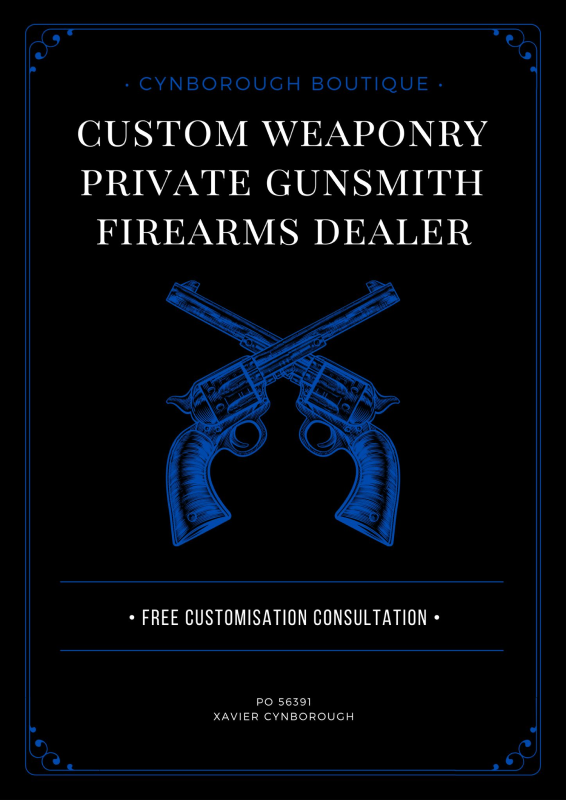 • CYNBOROUGH BOUTIQUE •
CUSTOM WEAPONRY
PRIVATE GUNSMITH
FIREARMS DEALER
• FREE CUSTOMISATION CONSULTATION •
PO 56391
XAVIER CYNBOROUGH